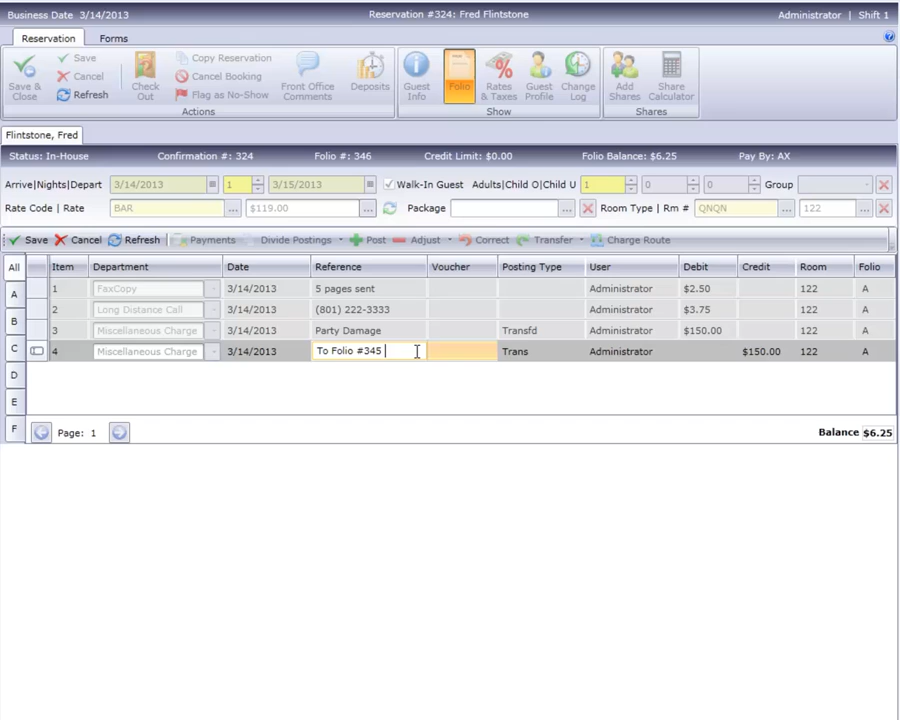 Business Date 3/14/2013
Reservation #324: Fred Flintstone
Administrator | Shift 1
Reservation
Forms
Save & Close
Save
Cancel
Refresh
Check Out
Copy Reservation
Cancel Booking
Flag as No-Show
Front Office Comments
Deposits
Guest Info
Folio
Rates & Taxes
Guest Profile
Change Log
Add Shares
Share Calculator
Actions
Show
Shares
Flintstone, Fred
Status: In-House Confirmation #: 324 Folio #: 346 Credit Limit: $0.00 Folio Balance: $6.25 Pay By: AX
Arrive|Nights|Depart 3/14/2013 1 3/15/2013 Walk-In Guest Adults|Child O|Child U 1 0 0 Group
Rate Code | Rate BAR ... $119.00 ... Package ... Room Type | Rm # QNQN ... 122 ...
Save Cancel Refresh Payments Divide Postings Post Adjust Correct Transfer Charge Route
All Item Department Date Reference Voucher Posting Type User Debit Credit Room Folio
1 FaxCopy 3/14/2013 5 pages sent Administrator $2.50 122 A
A
2 Long Distance Call 3/14/2013 (801) 222-3333 Administrator $3.75 122 A
B
3 Miscellaneous Charge 3/14/2013 Party Damage Transfd Administrator $150.00 122 A
C
4 Miscellaneous Charge 3/14/2013 To Folio #345 Trans Administrator $150.00 122 A
D
E
F
Page: 1
Balance $6.25